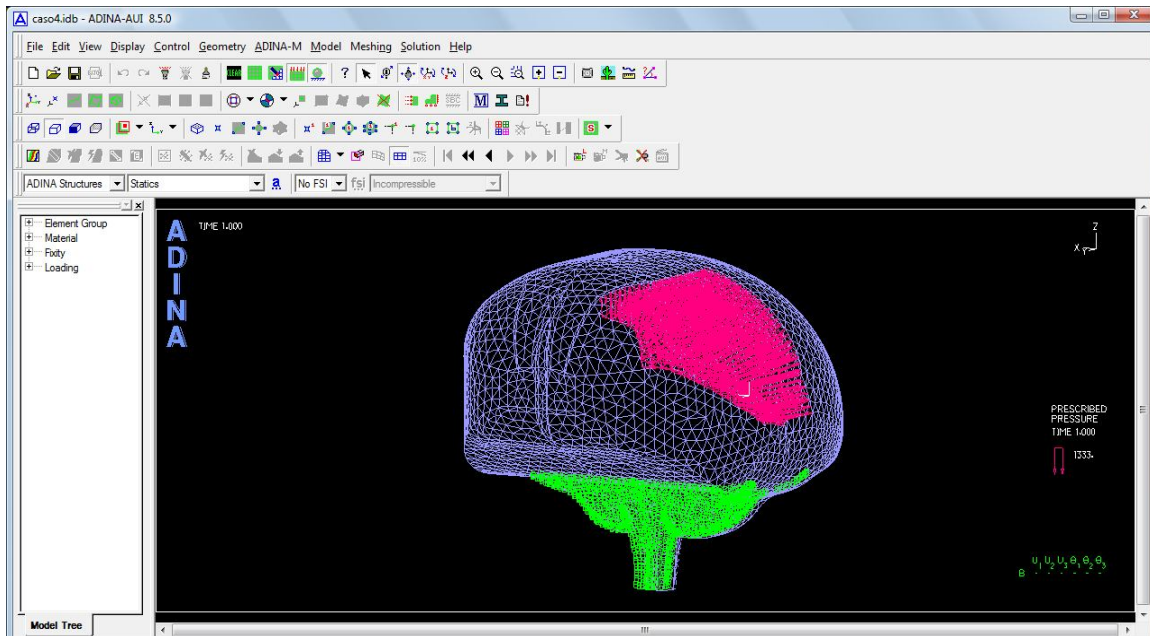 caso4.idb - ADINA-AUI 8.5.0
File Edit View Display Control Geometry ADINA-M Model Meshing Solution Help
ADINA Structures Statics No FSI fsi Incompressible
Element Group
Material
Fixity
Loading
Model Tree
ADINA
TIME 1.000
Z
X
PRESCRIBED
PRESSURE
TIME 1.000
1333.
U1 U2 U3 θ1 θ2 θ3
B - - - - - -